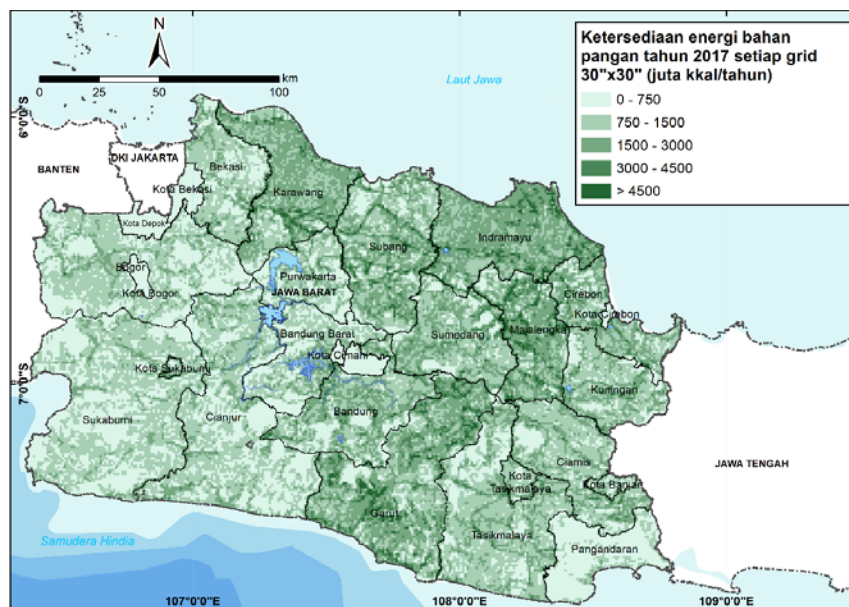 N
0 25 50 100
km
Laut Jawa
Ketersediaan energi bahan
pangan tahun 2017 setiap grid
30"x30" (juta kkal/tahun)
0 - 750
750 - 1500
1500 - 3000
3000 - 4500
> 4500
6°0'0"S
7°0'0"S
BANTEN
DKI JAKARTA
Bekasi
Kota Bekasi
Karawang
Kota Depok
Subang
Indramayu
Bogor
Kota Bogor
Purwakarta
JAWA BARAT
Cirebon
Kota Cirebon
Bandung Barat
Sumedang
Majalengka
Kota Cimahi
Kota Sukabumi
Kuningan
Sukabumi
Cianjur
Bandung
Ciamis
JAWA TENGAH
Kota
Tasikmalaya
Kota Banjar
Garut
Tasikmalaya
Pangandaran
Samudera Hindia
107°0'0"E
108°0'0"E
109°0'0"E